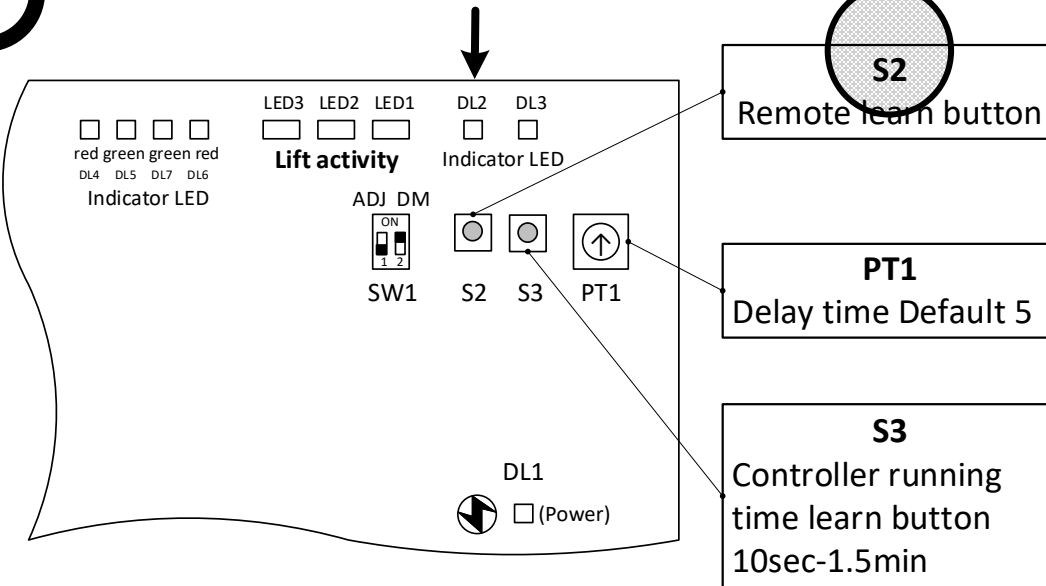 LED3 LED2 LED1 DL2 DL3
red green green red
DL4 DL5 DL7 DL6
Indicator LED
Lift activity
Indicator LED
ADJ DM
ON
1 2
SW1 S2 S3 PT1
DL1
(Power)
S2
Remote learn button
PT1
Delay time Default 5
S3
Controller running
time learn button
10sec-1.5min